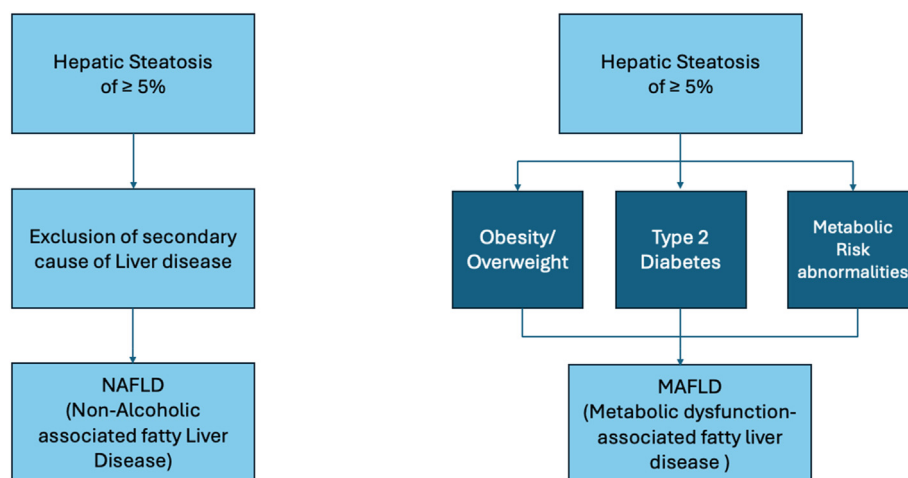 Hepatic Steatosis
of ≥ 5%
Exclusion of secondary
cause of Liver disease
NAFLD
(Non-Alcoholic
associated fatty Liver
Disease)
Hepatic Steatosis
of ≥ 5%
Obesity/
Overweight
Type 2
Diabetes
Metabolic
Risk
abnormalities
MAFLD
(Metabolic dysfunction-
associated fatty liver
disease )